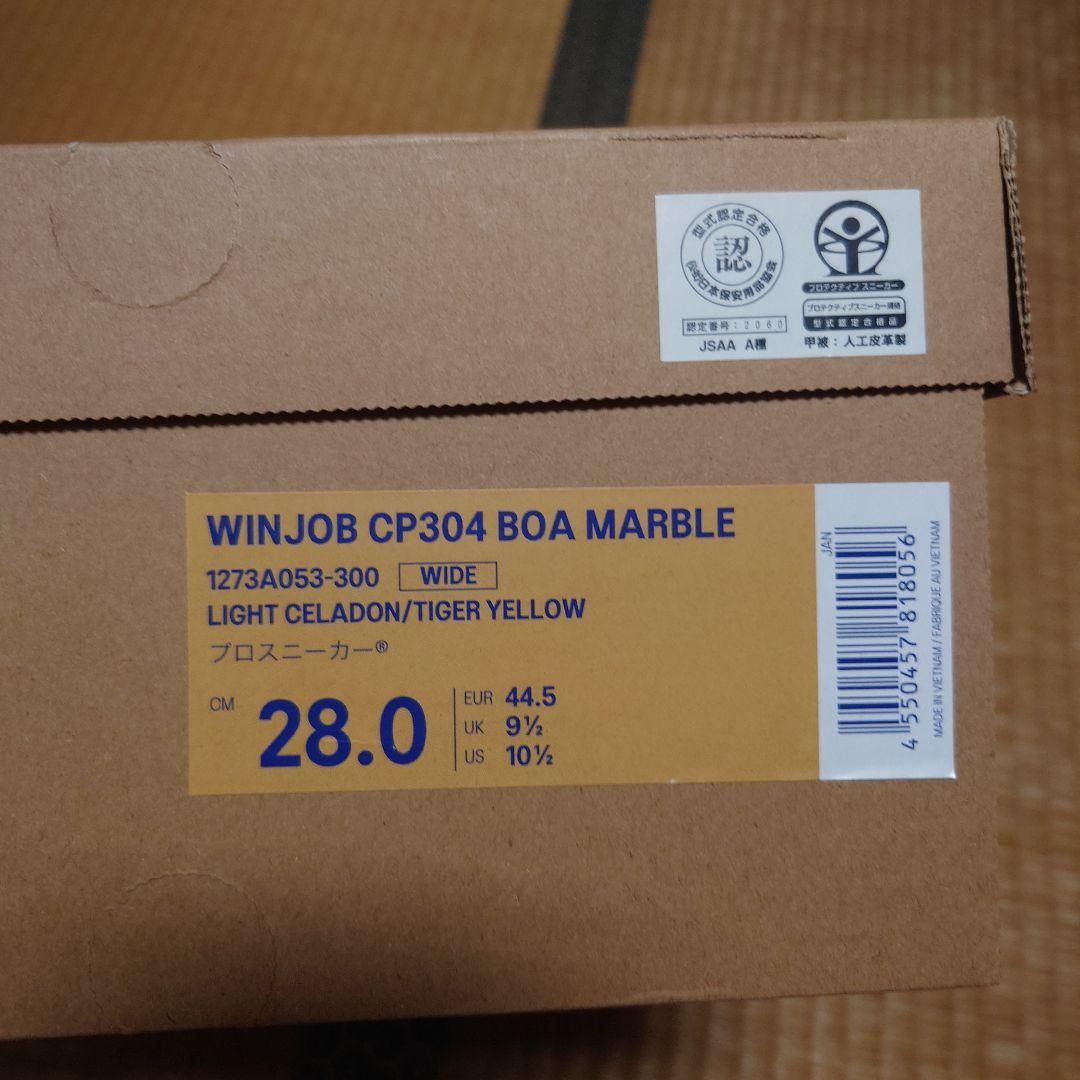 型式認定合格
認
(公社)日本保安用品協会
認定番号:2060
JSAA A種
プロテクティブスニーカー
プロテクティブスニーカー規格
型式認定合格品
甲被:人工皮革製
WINJOB CP304 BOA MARBLE
1273A053-300 WIDE
LIGHT CELADON/TIGER YELLOW
プロスニーカー®
CM 28.0
EUR 44.5
UK 9½
US 10½
JAN
4 550457 818056
MADE IN VIETNAM / FABRIQUE AU VIETNAM